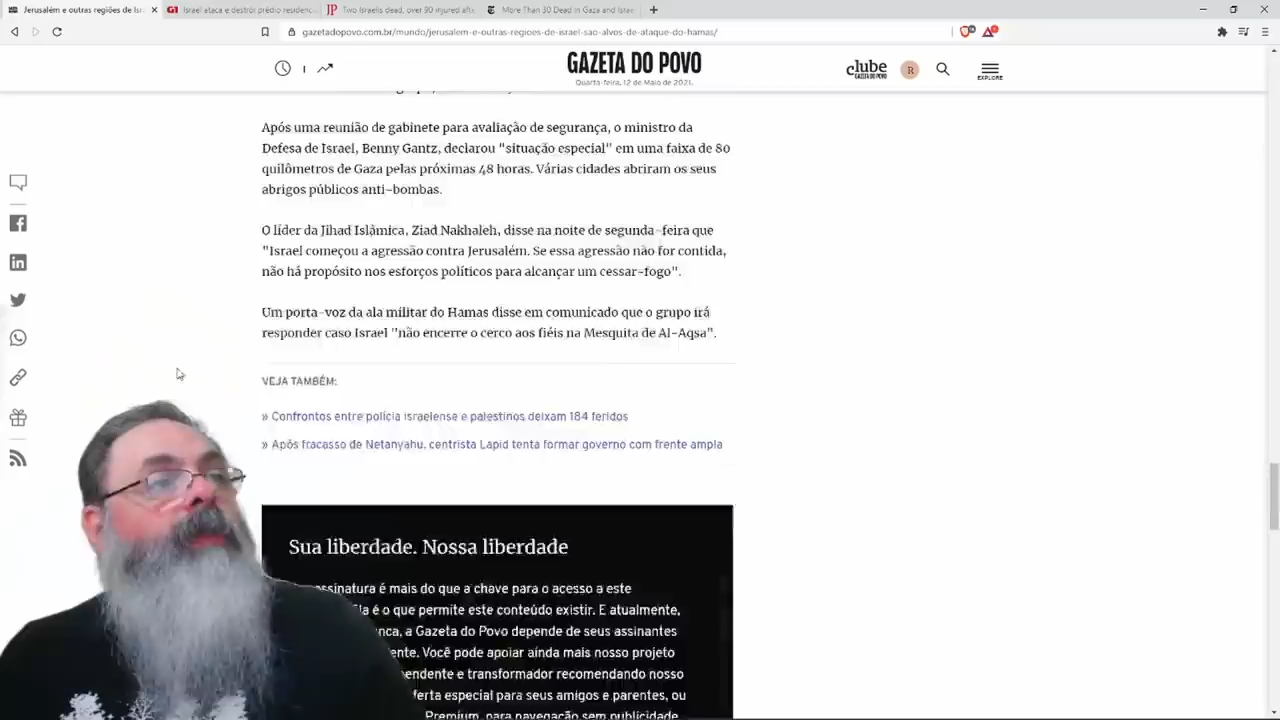 Jerusalém e outras regiões de Isra
Israel ataca e destrói prédio residenc
Two Israelis dead, over 90 injured afte
More Than 30 Dead in Gaza and Israe
gazetadopovo.com.br/mundo/jerusalem-e-outras-regioes-de-israel-sao-alvos-de-ataque-do-hamas/
GAZETA DO POVO
Quarta-feira, 12 de Maio de 2021.
clube
GAZETA DO POVO
R
EXPLORE
Após uma reunião de gabinete para avaliação de segurança, o ministro da
Defesa de Israel, Benny Gantz, declarou "situação especial" em uma faixa de 80
quilômetros de Gaza pelas próximas 48 horas. Várias cidades abriram os seus
abrigos públicos anti-bombas.
O líder da Jihad Islâmica, Ziad Nakhaleh, disse na noite de segunda-feira que
"Israel começou a agressão contra Jerusalém. Se essa agressão não for contida,
não há propósito nos esforços políticos para alcançar um cessar-fogo".
Um porta-voz da ala militar do Hamas disse em comunicado que o grupo irá
responder caso Israel "não encerre o cerco aos fiéis na Mesquita de Al-Aqsa".
VEJA TAMBÉM:
» Confrontos entre polícia israelense e palestinos deixam 184 feridos
» Após fracasso de Netanyahu, centrista Lapid tenta formar governo com frente ampla
Sua liberdade. Nossa liberdade
assinatura é mais do que a chave para o acesso a este
é o que permite este conteúdo existir. E atualmente,
a Gazeta do Povo depende de seus assinantes
Você pode apoiar ainda mais nosso projeto
e transformador recomendando nosso
especial para seus amigos e parentes, ou
Premium, para navegação sem publicidade